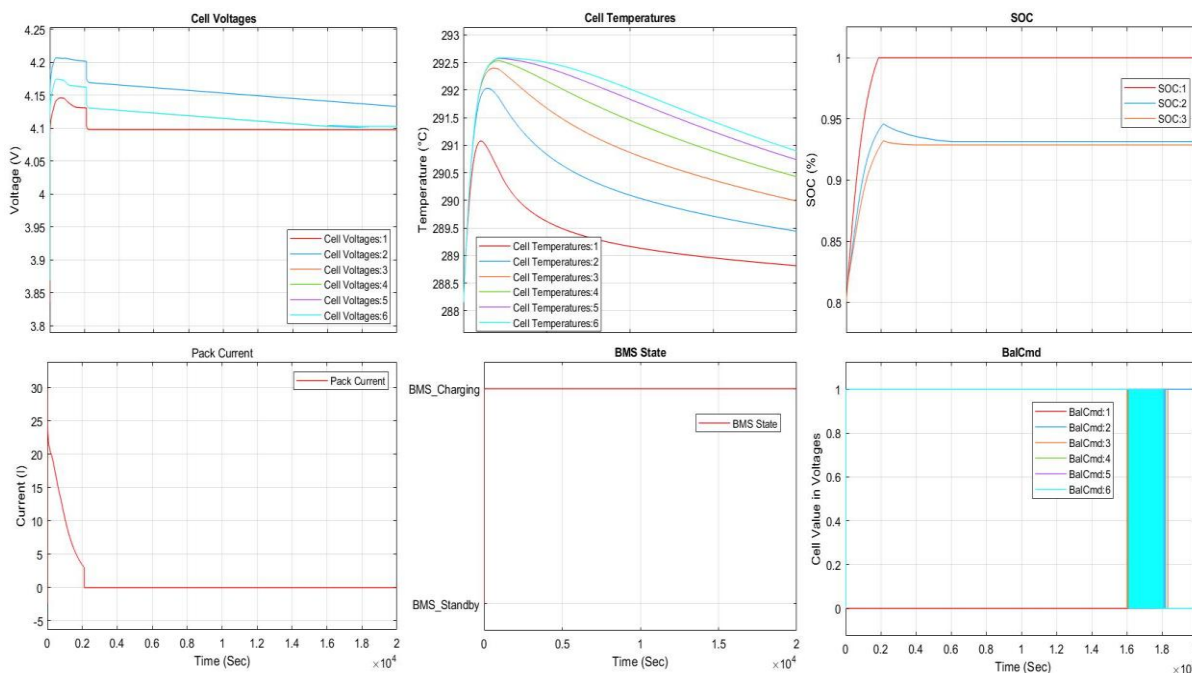 Cell Voltages
4.25
4.2
4.15
4.1
4.05
4
3.95
3.9
3.85
3.8
Voltage (V)
Cell Voltages:1
Cell Voltages:2
Cell Voltages:3
Cell Voltages:4
Cell Voltages:5
Cell Voltages:6
Cell Temperatures
293
292.5
292
291.5
291
290.5
290
289.5
289
288.5
288
Temperature (°C)
Cell Temperatures:1
Cell Temperatures:2
Cell Temperatures:3
Cell Temperatures:4
Cell Temperatures:5
Cell Temperatures:6
SOC
1
0.95
0.9
0.85
0.8
SOC (%)
SOC:1
SOC:2
SOC:3
Pack Current
30
25
20
15
10
5
0
-5
Current (I)
Pack Current
0 0.2 0.4 0.6 0.8 1 1.2 1.4 1.6 1.8 2
Time (Sec)
×10⁴
BMS State
BMS_Charging
BMS_Standby
BMS State
0 0.5 1 1.5 2
Time (Sec)
×10⁴
BalCmd
1
0.8
0.6
0.4
0.2
0
Cell Value in Voltages
BalCmd:1
BalCmd:2
BalCmd:3
BalCmd:4
BalCmd:5
BalCmd:6
0 0.2 0.4 0.6 0.8 1 1.2 1.4 1.6 1.8
Time (Sec)
×10